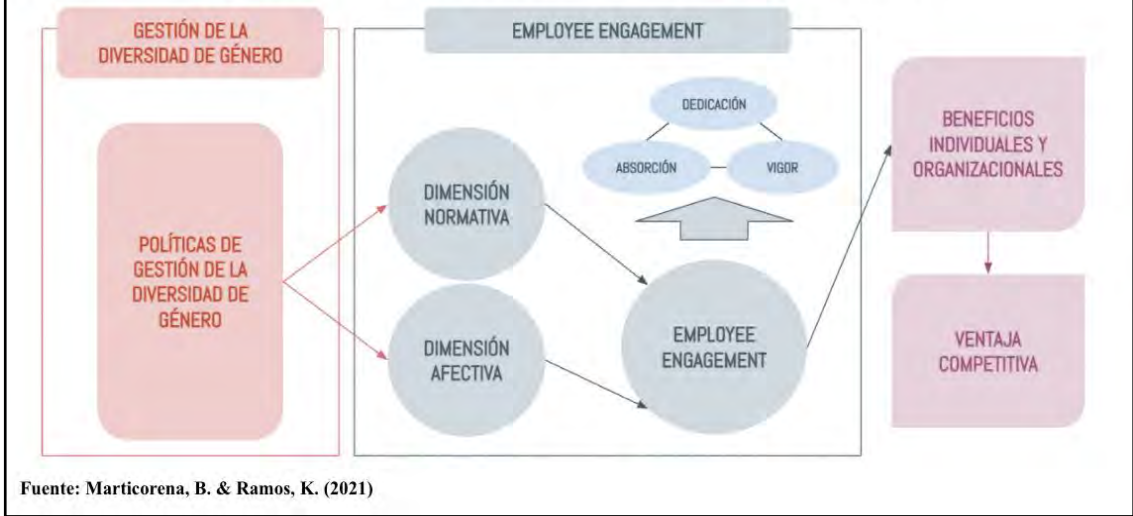 GESTIÓN DE LA
DIVERSIDAD DE GÉNERO
POLÍTICAS DE
GESTIÓN DE LA
DIVERSIDAD DE
GÉNERO
EMPLOYEE ENGAGEMENT
DIMENSIÓN
NORMATIVA
DIMENSIÓN
AFECTIVA
DEDICACIÓN
ABSORCIÓN
VIGOR
EMPLOYEE
ENGAGEMENT
BENEFICIOS
INDIVIDUALES Y
ORGANIZACIONALES
VENTAJA
COMPETITIVA
Fuente: Marticorena, B. & Ramos, K. (2021)